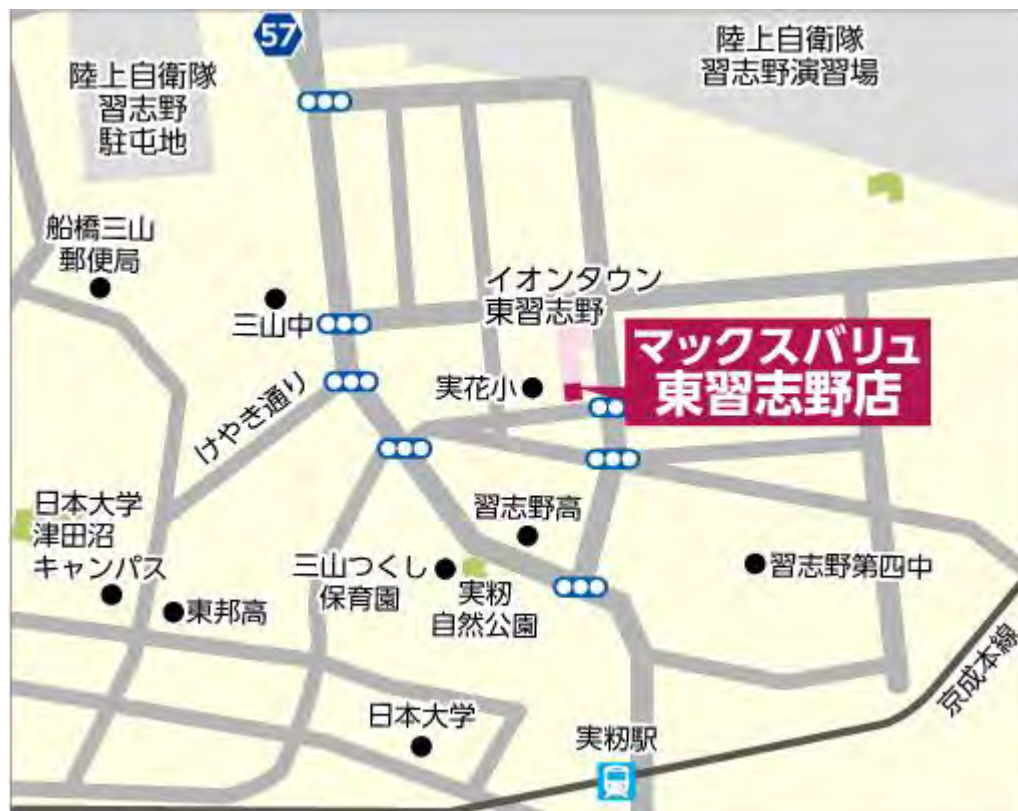 57
陸上自衛隊
習志野演習場
陸上自衛隊
習志野
駐屯地
船橋三山
郵便局
三山中
イオンタウン
東習志野
マックスバリュ
東習志野店
実花小
けやき通り
日本大学
津田沼
キャンパス
習志野高
三山つくし
保育園
実籾
自然公園
習志野第四中
東邦高
日本大学
実籾駅
京成本線